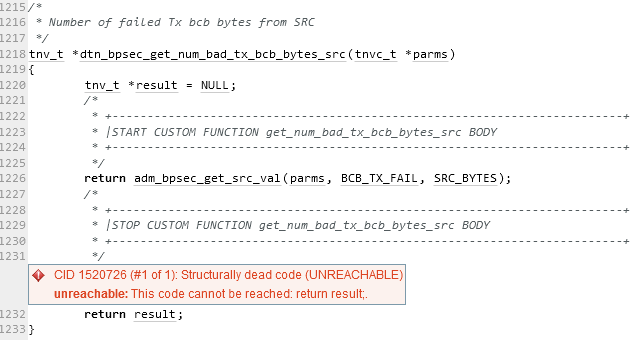 1215 /*
1216  * Number of failed Tx bcb bytes from SRC
1217  */
1218 tnv_t *dtn_bpsec_get_num_bad_tx_bcb_bytes_src(tnvc_t *parms)
1219 {
1220         tnv_t *result = NULL;
1221         /*
1222          * +-------------------------------------------------------------------------+
1223          * |START CUSTOM FUNCTION get_num_bad_tx_bcb_bytes_src BODY
1224          * +-------------------------------------------------------------------------+
1225          */
1226         return adm_bpsec_get_src_val(parms, BCB_TX_FAIL, SRC_BYTES);
1227         /*
1228          * +-------------------------------------------------------------------------+
1229          * |STOP CUSTOM FUNCTION get_num_bad_tx_bcb_bytes_src BODY
1230          * +-------------------------------------------------------------------------+
1231          */
CID 1520726 (#1 of 1): Structurally dead code (UNREACHABLE)
unreachable: This code cannot be reached: return result;.
1232         return result;
1233 }